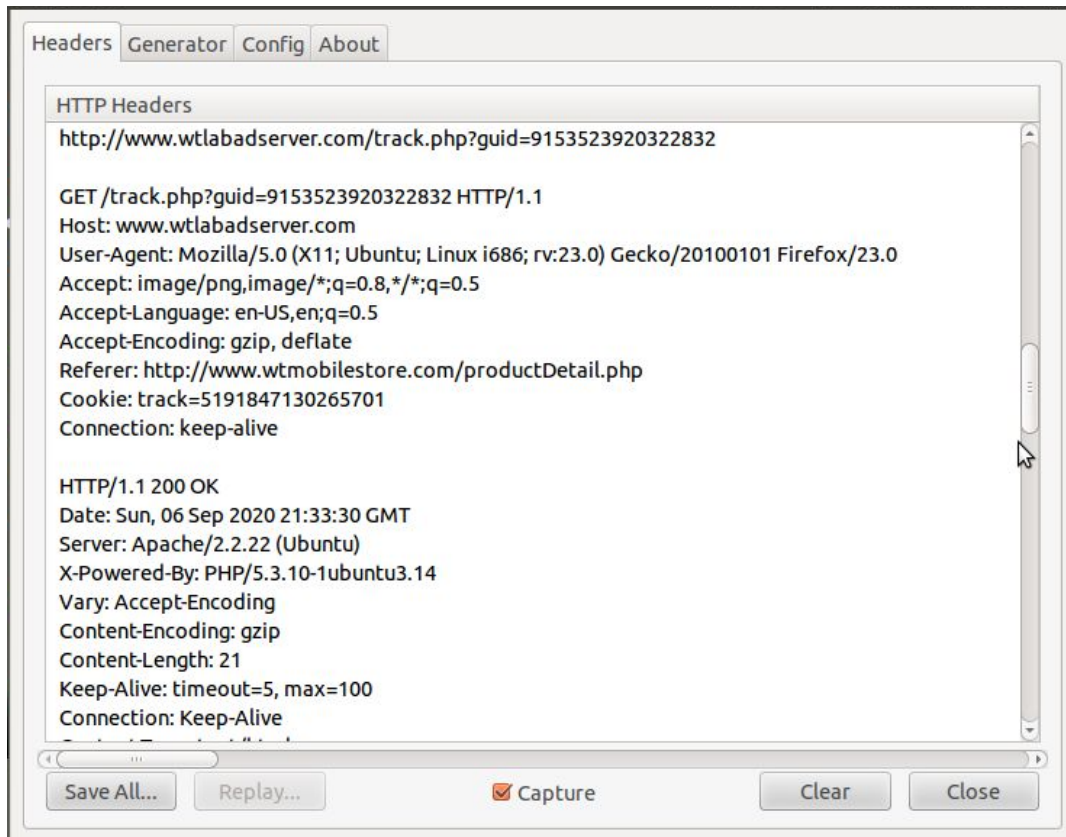 Headers Generator Config About
HTTP Headers
http://www.wtlabadserver.com/track.php?guid=9153523920322832
GET /track.php?guid=9153523920322832 HTTP/1.1
Host: www.wtlabadserver.com
User-Agent: Mozilla/5.0 (X11; Ubuntu; Linux i686; rv:23.0) Gecko/20100101 Firefox/23.0
Accept: image/png,image/*;q=0.8,*/*;q=0.5
Accept-Language: en-US,en;q=0.5
Accept-Encoding: gzip, deflate
Referer: http://www.wtmobilestore.com/productDetail.php
Cookie: track=5191847130265701
Connection: keep-alive
HTTP/1.1 200 OK
Date: Sun, 06 Sep 2020 21:33:30 GMT
Server: Apache/2.2.22 (Ubuntu)
X-Powered-By: PHP/5.3.10-1ubuntu3.14
Vary: Accept-Encoding
Content-Encoding: gzip
Content-Length: 21
Keep-Alive: timeout=5, max=100
Connection: Keep-Alive
Save All... Replay... Capture Clear Close